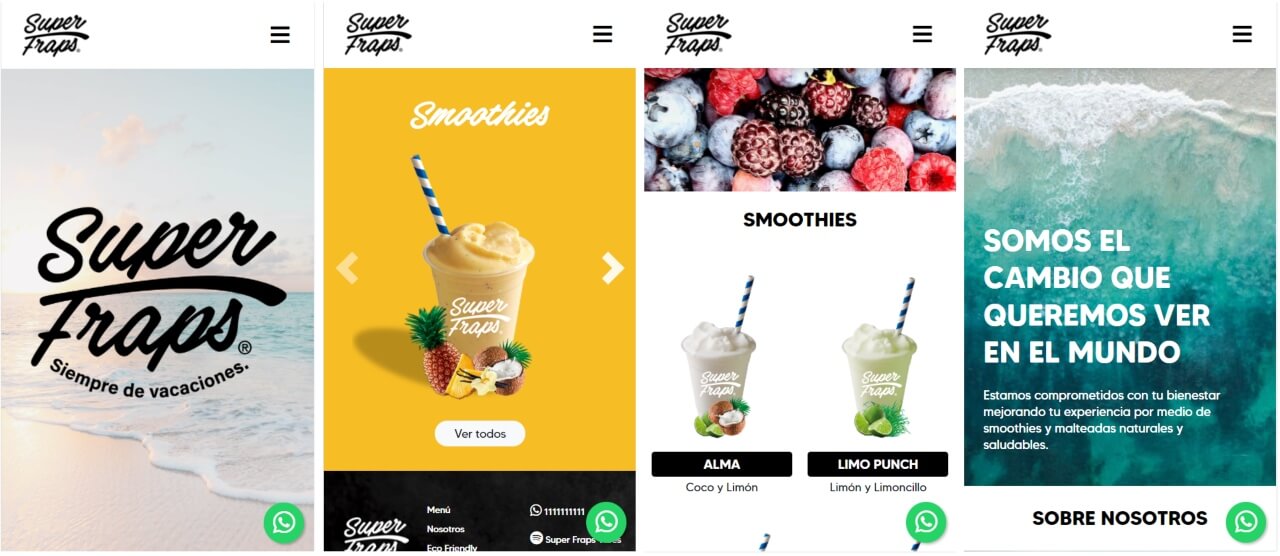 Super
Fraps®
Super
Fraps®
Siempre de vacaciones.
Super
Fraps®
Smoothies
Super
Fraps®
Ver todos
Super
Fraps
Menú
Nosotros
Eco Friendly
1111111111
Super Fraps
Super
Fraps®
SMOOTHIES
Super
Fraps®
Super
Fraps®
ALMA
LIMO PUNCH
Coco y Limón
Limón y Limoncillo
Super
Fraps®
SOMOS EL
CAMBIO QUE
QUEREMOS VER
EN EL MUNDO
Estamos comprometidos con tu bienestar
mejorando tu experiencia por medio de
smoothies y malteadas naturales y
saludables.
SOBRE NOSOTROS